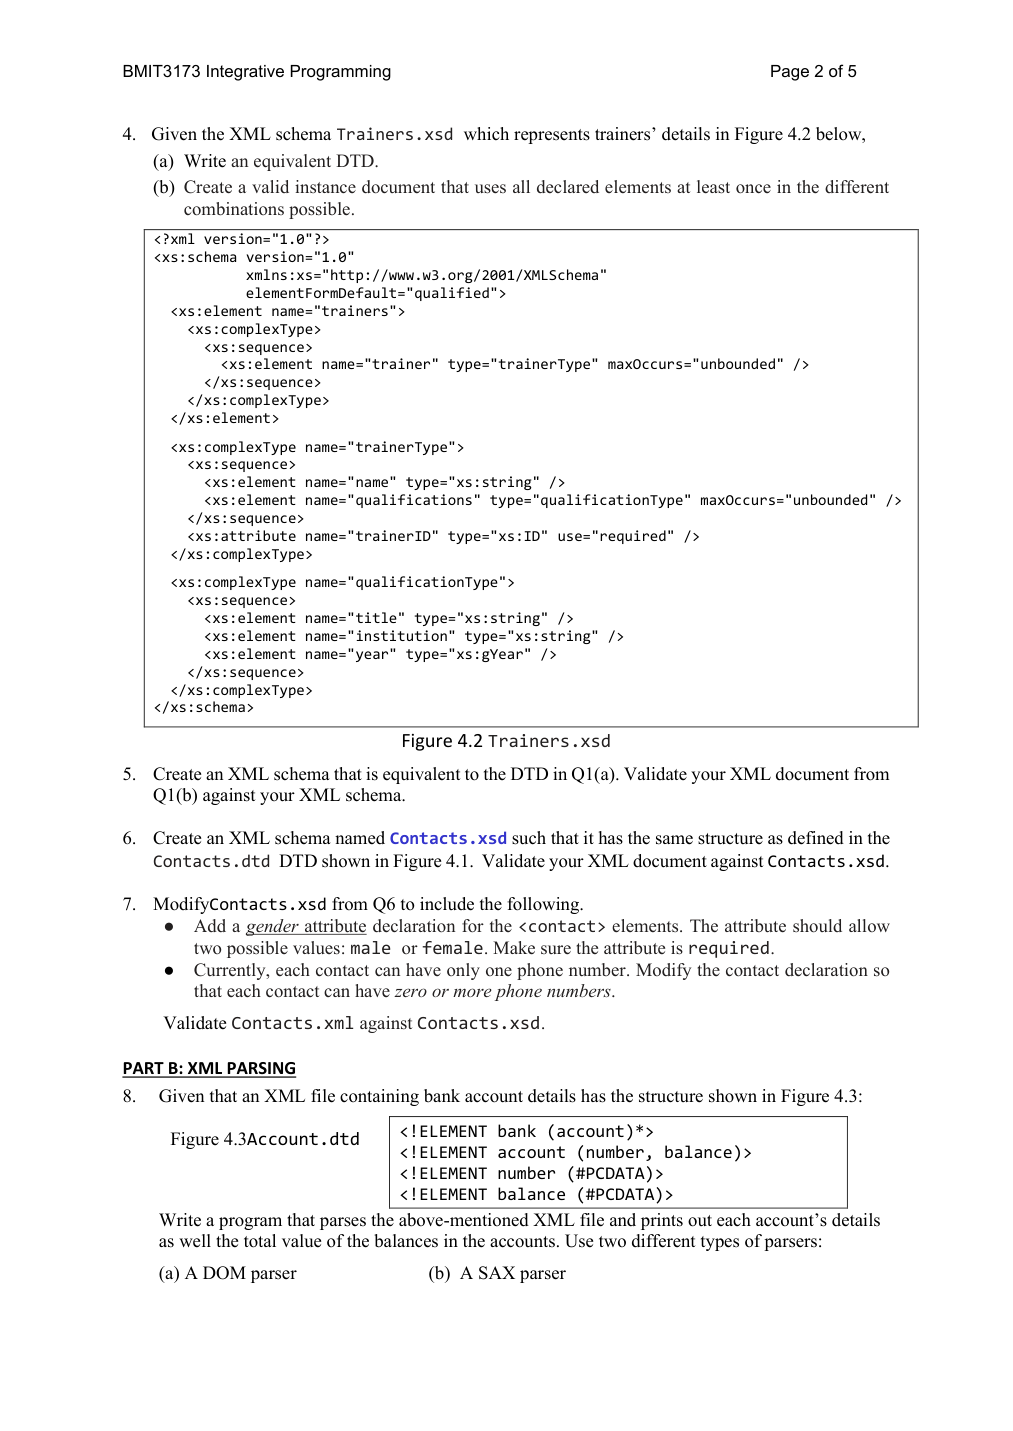 BMIT3173 Integrative Programming Page 2 of 5
4. Given the XML schema Trainers.xsd which represents trainers’ details in Figure 4.2 below,
(a) Write an equivalent DTD.
(b) Create a valid instance document that uses all declared elements at least once in the different
combinations possible.
<?xml version="1.0"?>
<xs:schema version="1.0"
xmlns:xs="http://www.w3.org/2001/XMLSchema"
elementFormDefault="qualified">
<xs:element name="trainers">
<xs:complexType>
<xs:sequence>
<xs:element name="trainer" type="trainerType" maxOccurs="unbounded" />
</xs:sequence>
</xs:complexType>
</xs:element>
<xs:complexType name="trainerType">
<xs:sequence>
<xs:element name="name" type="xs:string" />
<xs:element name="qualifications" type="qualificationType" maxOccurs="unbounded" />
</xs:sequence>
<xs:attribute name="trainerID" type="xs:ID" use="required" />
</xs:complexType>
<xs:complexType name="qualificationType">
<xs:sequence>
<xs:element name="title" type="xs:string" />
<xs:element name="institution" type="xs:string" />
<xs:element name="year" type="xs:gYear" />
</xs:sequence>
</xs:complexType>
</xs:schema>
Figure 4.2 Trainers.xsd
5. Create an XML schema that is equivalent to the DTD in Q1(a). Validate your XML document from
Q1(b) against your XML schema.
6. Create an XML schema named Contacts.xsd such that it has the same structure as defined in the
Contacts.dtd DTD shown in Figure 4.1. Validate your XML document against Contacts.xsd.
7. ModifyContacts.xsd from Q6 to include the following.
● Add a gender attribute declaration for the <contact> elements. The attribute should allow
two possible values: male or female. Make sure the attribute is required.
● Currently, each contact can have only one phone number. Modify the contact declaration so
that each contact can have zero or more phone numbers.
Validate Contacts.xml against Contacts.xsd.
PART B: XML PARSING
8. Given that an XML file containing bank account details has the structure shown in Figure 4.3:
Figure 4.3Account.dtd
<!ELEMENT bank (account)*>
<!ELEMENT account (number, balance)>
<!ELEMENT number (#PCDATA)>
<!ELEMENT balance (#PCDATA)>
Write a program that parses the above-mentioned XML file and prints out each account’s details
as well the total value of the balances in the accounts. Use two different types of parsers:
(a) A DOM parser (b) A SAX parser